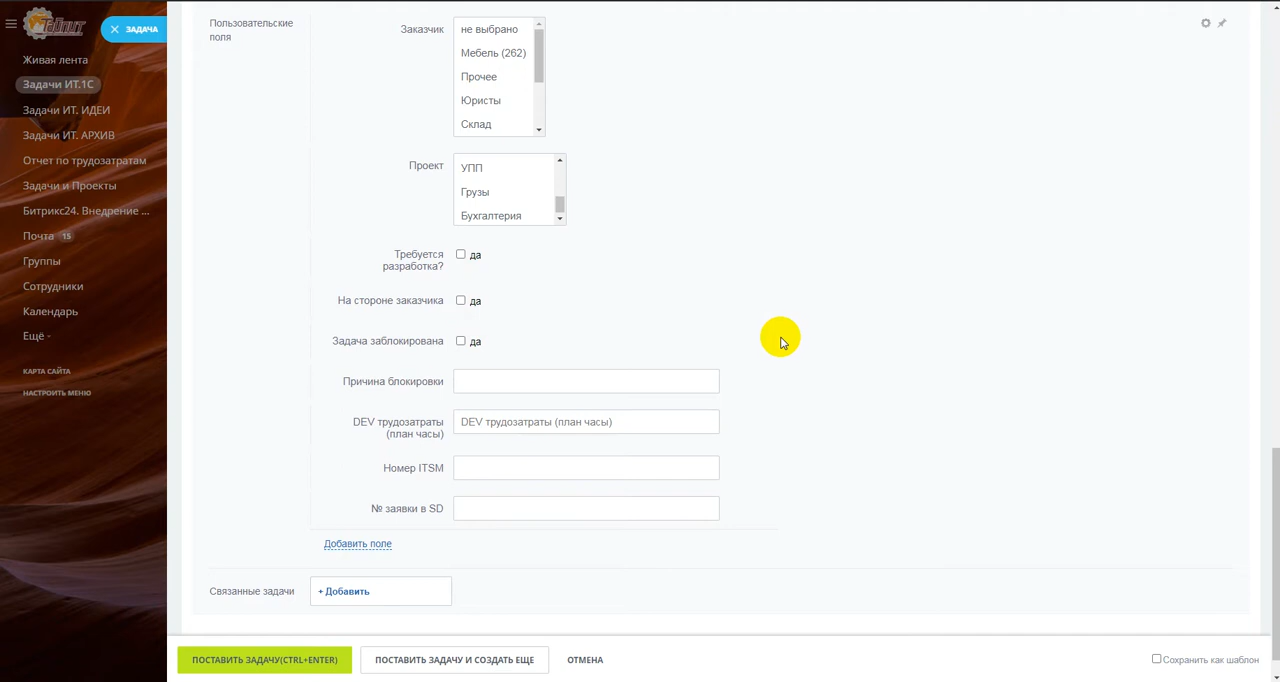 ЗАДАЧА
Живая лента
Задачи ИТ.1С
Задачи ИТ. ИДЕИ
Задачи ИТ. АРХИВ
Отчет по трудозатратам
Задачи и Проекты
Битрикс24. Внедрение ...
Почта 15
Группы
Сотрудники
Календарь
Ещё
КАРТА САЙТА
НАСТРОИТЬ МЕНЮ
Пользовательские
поля
Заказчик
не выбрано
Мебель (262)
Прочее
Юристы
Склад
Проект
УПП
Грузы
Бухгалтерия
Требуется
разработка?
да
На стороне заказчика
да
Задача заблокирована
да
Причина блокировки
DEV трудозатраты
(план часы)
DEV трудозатраты (план часы)
Номер ITSM
№ заявки в SD
Добавить поле
Связанные задачи
+ Добавить
ПОСТАВИТЬ ЗАДАЧУ(CTRL+ENTER)
ПОСТАВИТЬ ЗАДАЧУ И СОЗДАТЬ ЕЩЕ
ОТМЕНА
Сохранить как шаблон